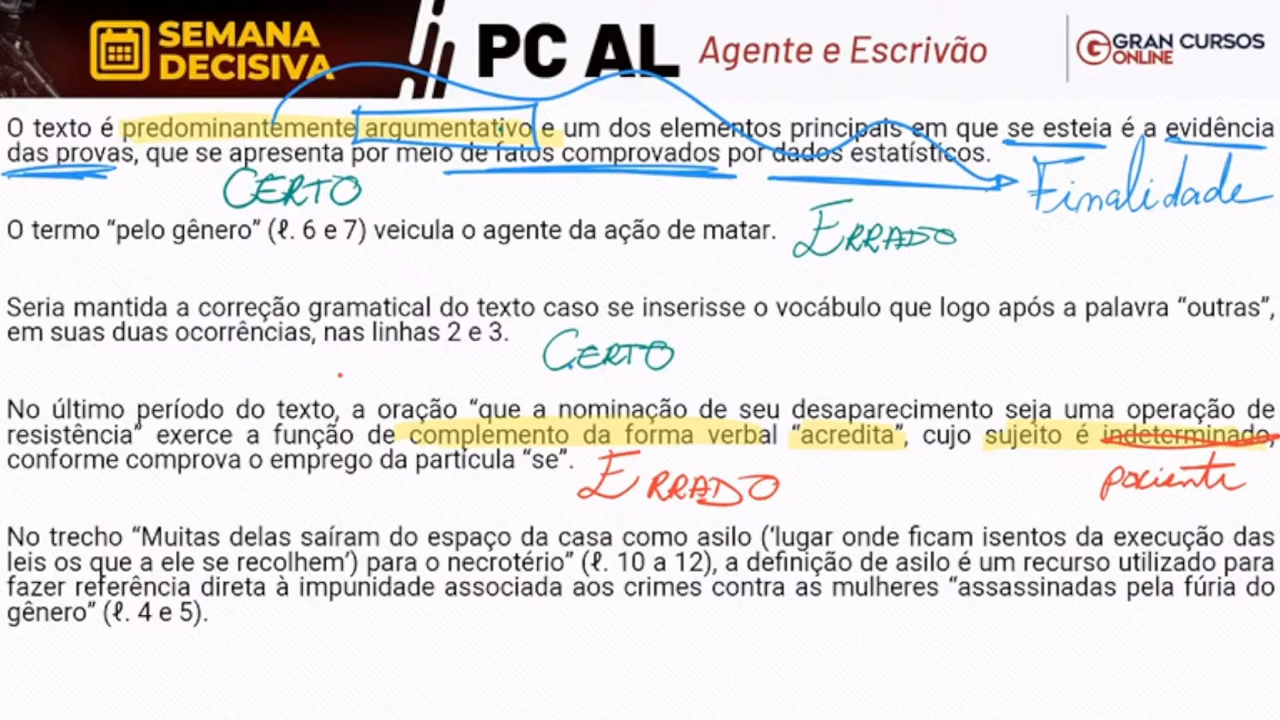 SEMANA
DECISIVA
PC AL Agente e Escrivão
GRAN CURSOS
ONLINE
O texto é predominantemente argumentativo e um dos elementos principais em que se esteia é a evidência
das provas, que se apresenta por meio de fatos comprovados por dados estatísticos.
CERTO
Finalidade
O termo “pelo gênero” (ℓ. 6 e 7) veicula o agente da ação de matar.
ERRADO
Seria mantida a correção gramatical do texto caso se inserisse o vocábulo que logo após a palavra “outras”,
em suas duas ocorrências, nas linhas 2 e 3.
CERTO
No último período do texto, a oração “que a nominação de seu desaparecimento seja uma operação de
resistência” exerce a função de complemento da forma verbal “acredita”, cujo sujeito é indeterminado,
conforme comprova o emprego da partícula “se”.
ERRADO
paciente
No trecho “Muitas delas saíram do espaço da casa como asilo (‘lugar onde ficam isentos da execução das
leis os que a ele se recolhem’) para o necrotério” (ℓ. 10 a 12), a definição de asilo é um recurso utilizado para
fazer referência direta à impunidade associada aos crimes contra as mulheres “assassinadas pela fúria do
gênero” (ℓ. 4 e 5).